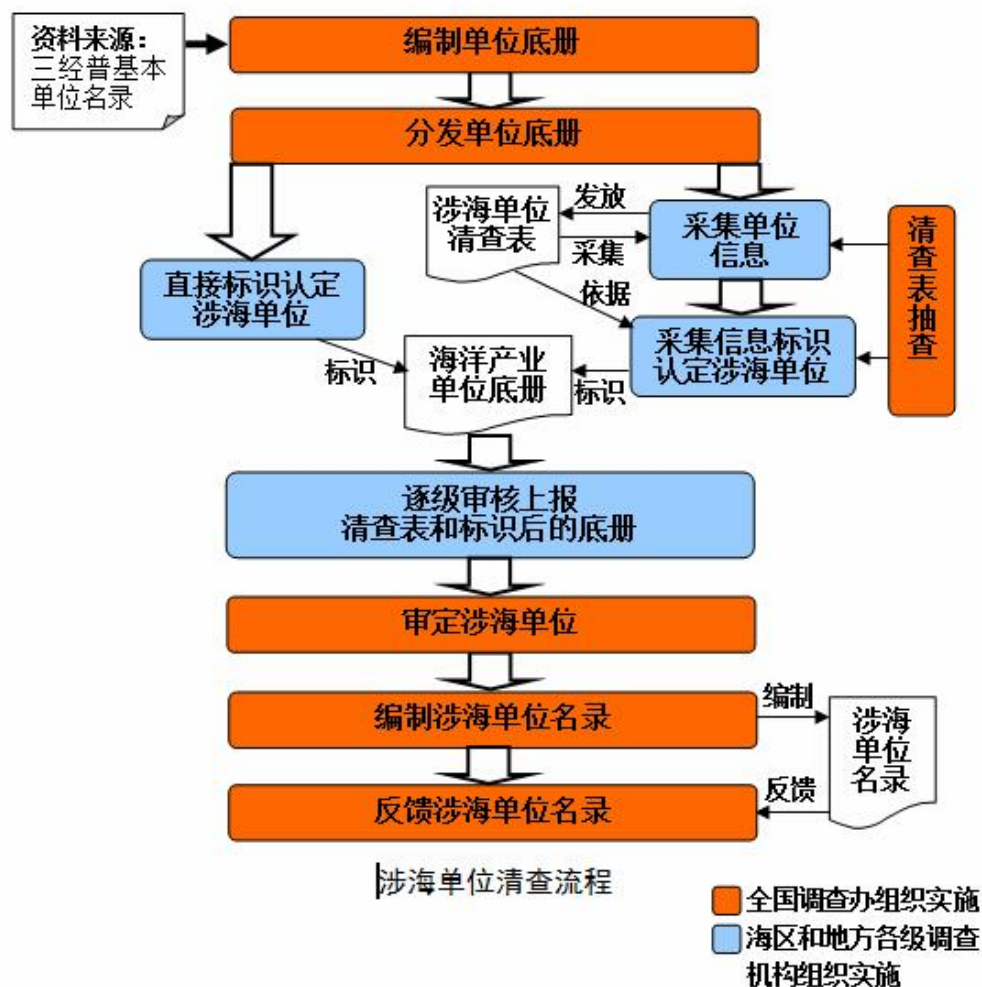 资料来源：
三经普基本
单位名录
编制单位底册
分发单位底册
涉海单位
清查表
发放
采集
采集单位
信息
清查表抽查
直接标识认定
涉海单位
依据
采集信息标识
认定涉海单位
标识
海洋产业
单位底册
标识
逐级审核上报
清查表和标识后的底册
审定涉海单位
编制涉海单位名录
编制
涉海
单位
名录
反馈
反馈涉海单位名录
涉海单位清查流程
全国调查办组织实施
海区和地方各级调查
机构组织实施